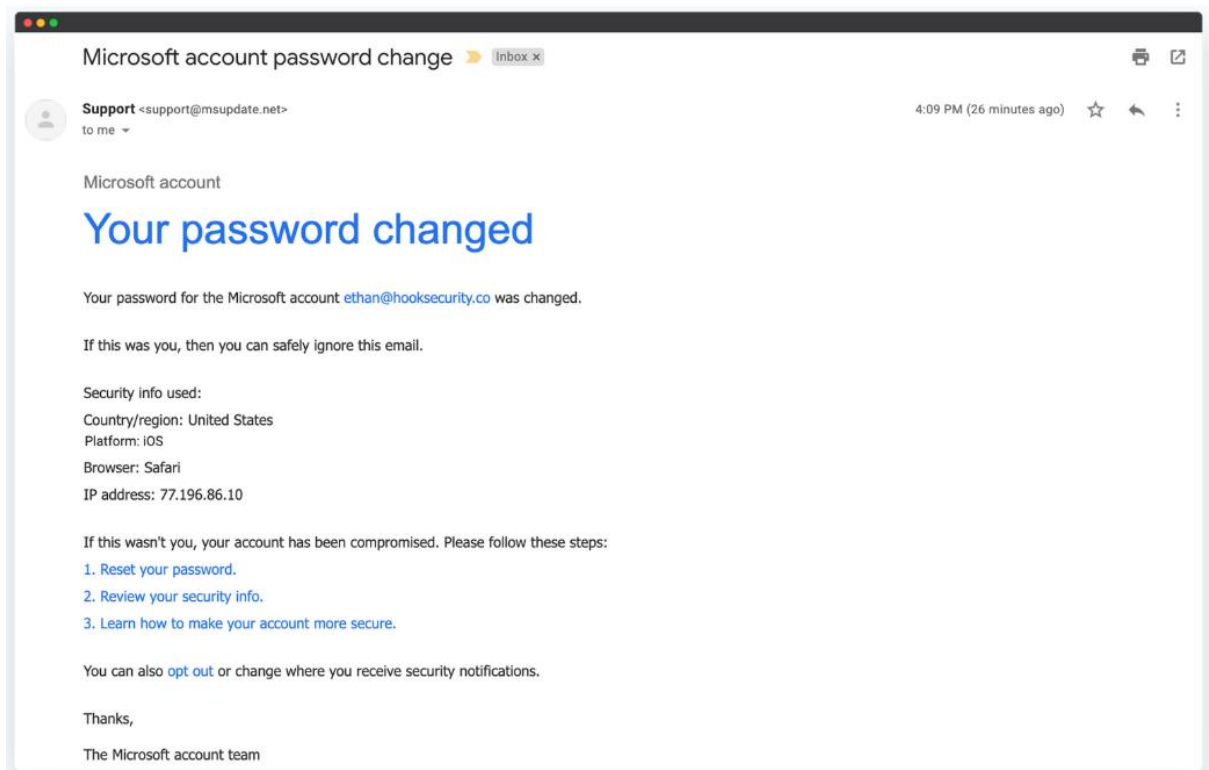 Microsoft account password change Inbox x
Support <support@msupdate.net> 4:09 PM (26 minutes ago)
to me
Microsoft account
Your password changed
Your password for the Microsoft account ethan@hooksecurity.co was changed.
If this was you, then you can safely ignore this email.
Security info used:
Country/region: United States
Platform: iOS
Browser: Safari
IP address: 77.196.86.10
If this wasn't you, your account has been compromised. Please follow these steps:
1. Reset your password.
2. Review your security info.
3. Learn how to make your account more secure.
You can also opt out or change where you receive security notifications.
Thanks,
The Microsoft account team